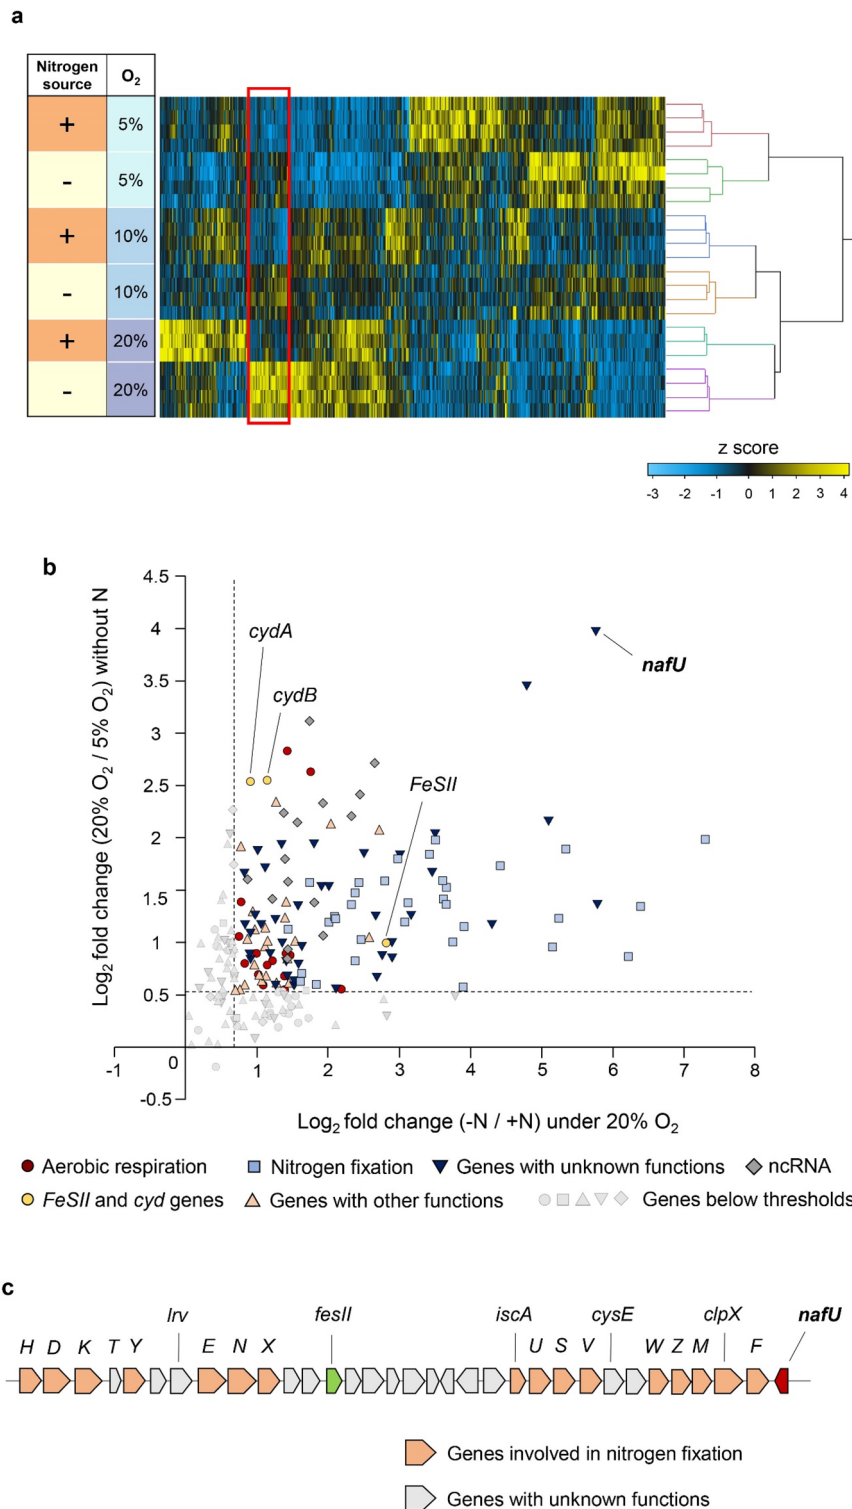 a
Nitrogen source O2
+ 5%
- 5%
+ 10%
- 10%
+ 20%
- 20%
z score
-3 -2 -1 0 1 2 3 4
b
Log2 fold change (20% O2 / 5% O2) without N
4.5
4
3.5
3
2.5
2
1.5
1
0.5
0
-0.5
-1 1 2 3 4 5 6 7 8
cydA
cydB
FeSII
nafU
Log2 fold change (-N / +N) under 20% O2
Aerobic respiration Nitrogen fixation Genes with unknown functions ncRNA
FeSII and cyd genes Genes with other functions Genes below thresholds
c
lrv fesII iscA cysE clpX nafU
H D K T Y E N X U S V W Z M F
Genes involved in nitrogen fixation
Genes with unknown functions